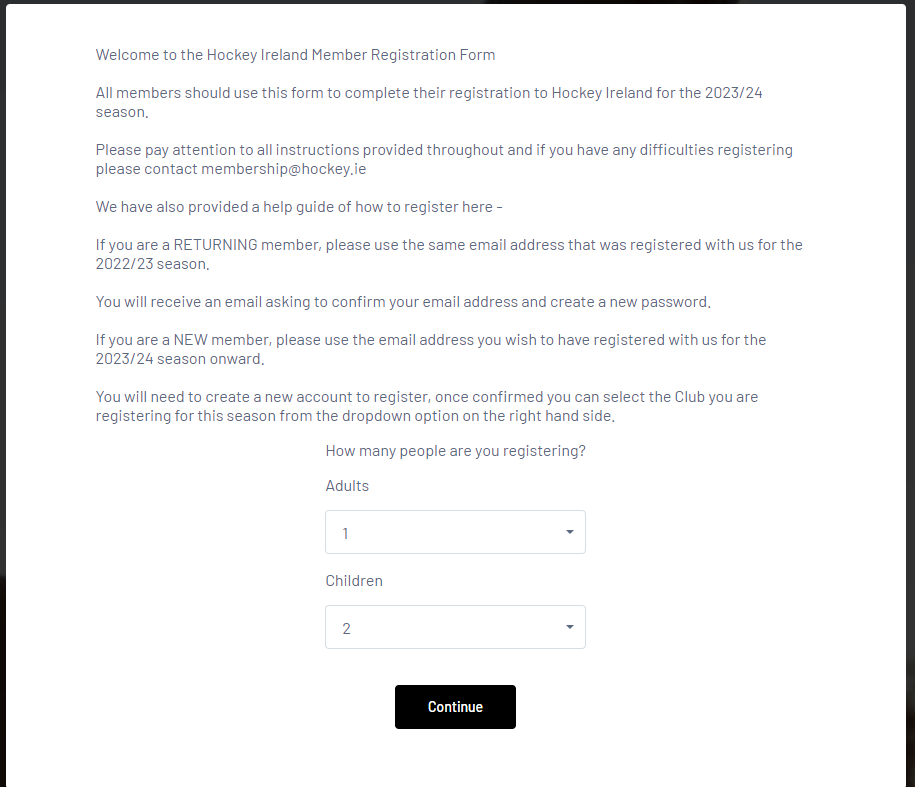 Welcome to the Hockey Ireland Member Registration Form
All members should use this form to complete their registration to Hockey Ireland for the 2023/24
season.
Please pay attention to all instructions provided throughout and if you have any difficulties registering
please contact membership@hockey.ie
We have also provided a help guide of how to register here -
If you are a RETURNING member, please use the same email address that was registered with us for the
2022/23 season.
You will receive an email asking to confirm your email address and create a new password.
If you are a NEW member, please use the email address you wish to have registered with us for the
2023/24 season onward.
You will need to create a new account to register, once confirmed you can select the Club you are
registering for this season from the dropdown option on the right hand side.
How many people are you registering?
Adults
1
Children
2
Continue